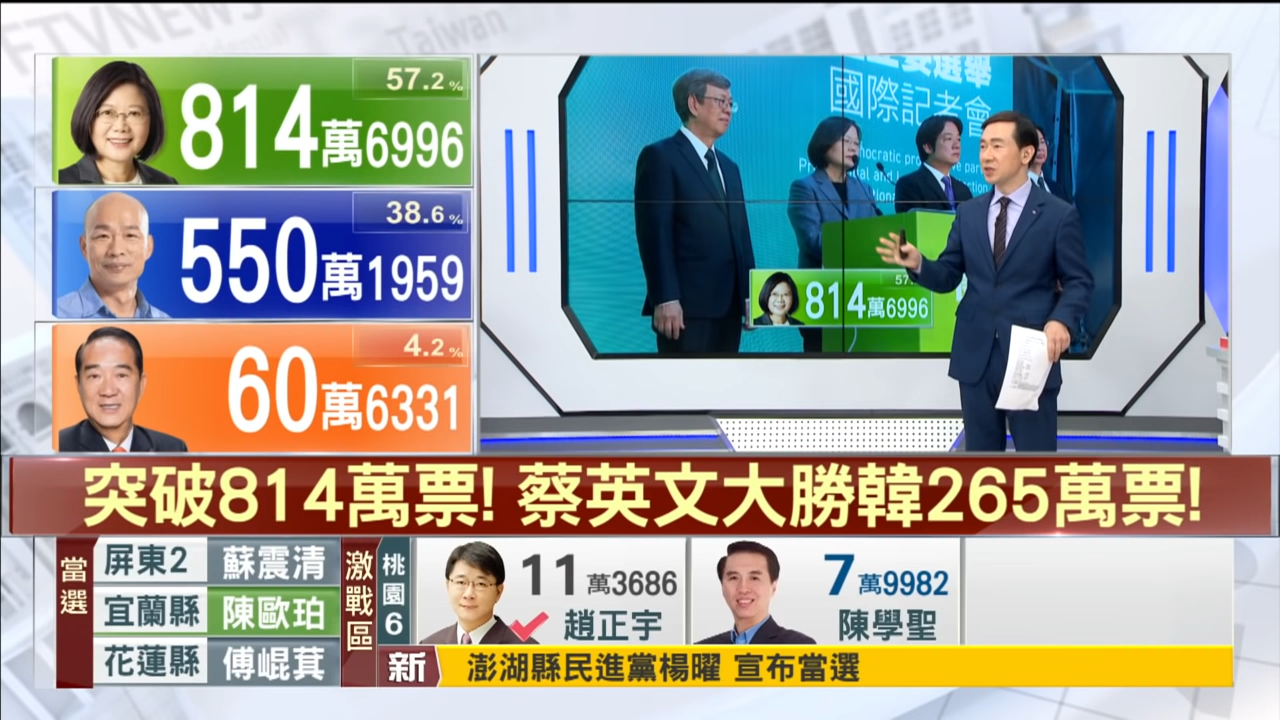 FTVNEWS
Taiwan
57.2%
814萬6996
38.6%
550萬1959
4.2%
60萬6331
國際記者會
57.
814萬6996
突破814萬票! 蔡英文大勝韓265萬票!
當選
屏東2 蘇震清
宜蘭縣 陳歐珀
花蓮縣 傅崐萁
激戰區
桃園6
11萬3686
趙正宇
7萬9982
陳學聖
新
澎湖縣民進黨楊曜 宣布當選